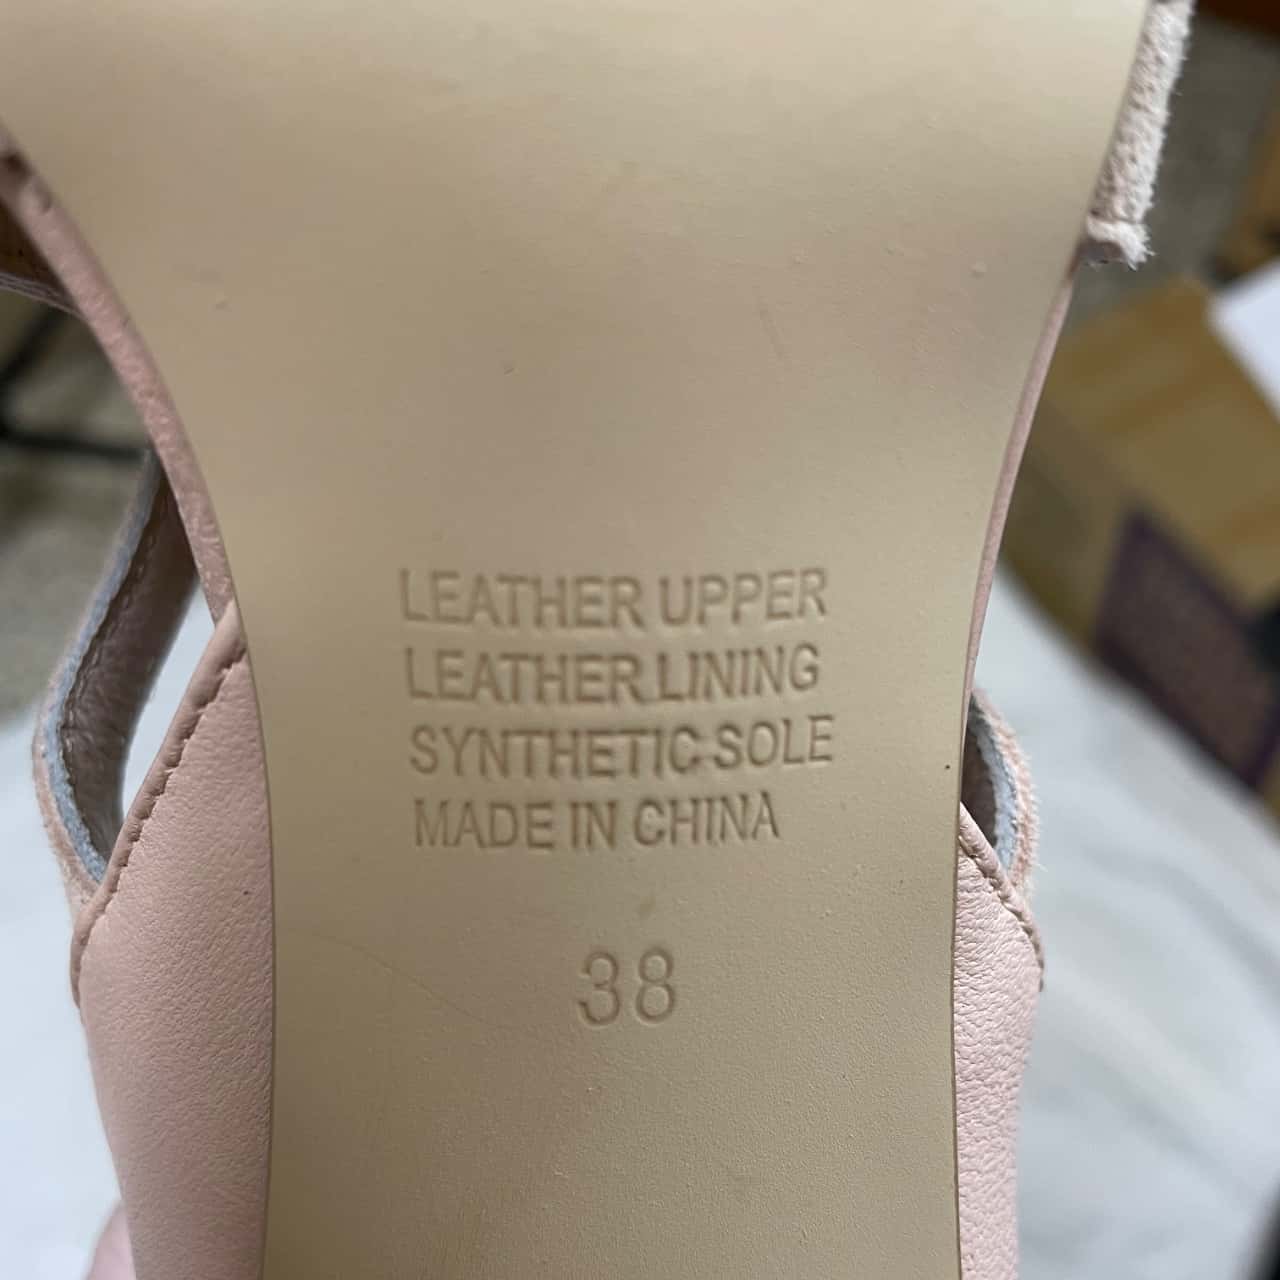 LEATHER UPPER
LEATHER LINING
SYNTHETIC SOLE
MADE IN CHINA
38